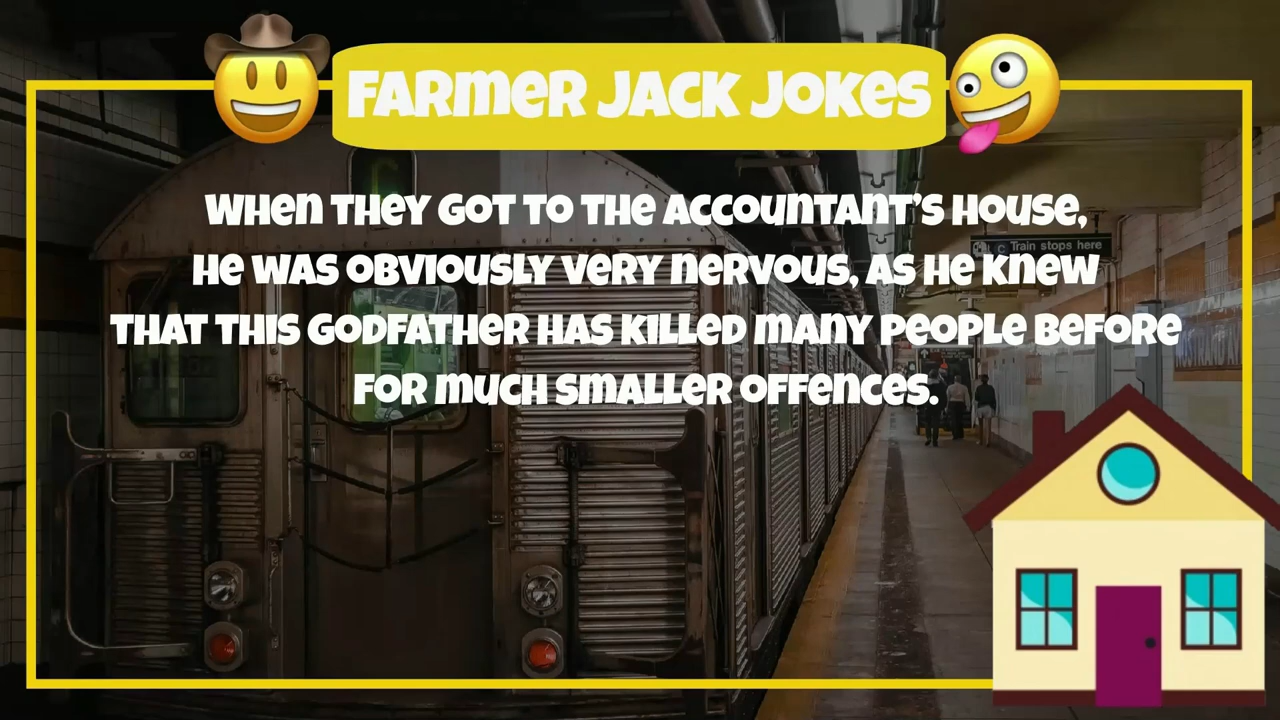 FARMER JACK JOKES
WHEN THEY GOT TO THE ACCOUNTANT'S HOUSE,
HE WAS OBVIOUSLY VERY NERVOUS, AS HE KNEW
THAT THIS GODFATHER HAS KILLED MANY PEOPLE BEFORE
FOR MUCH SMALLER OFFENCES.
C Train stops here